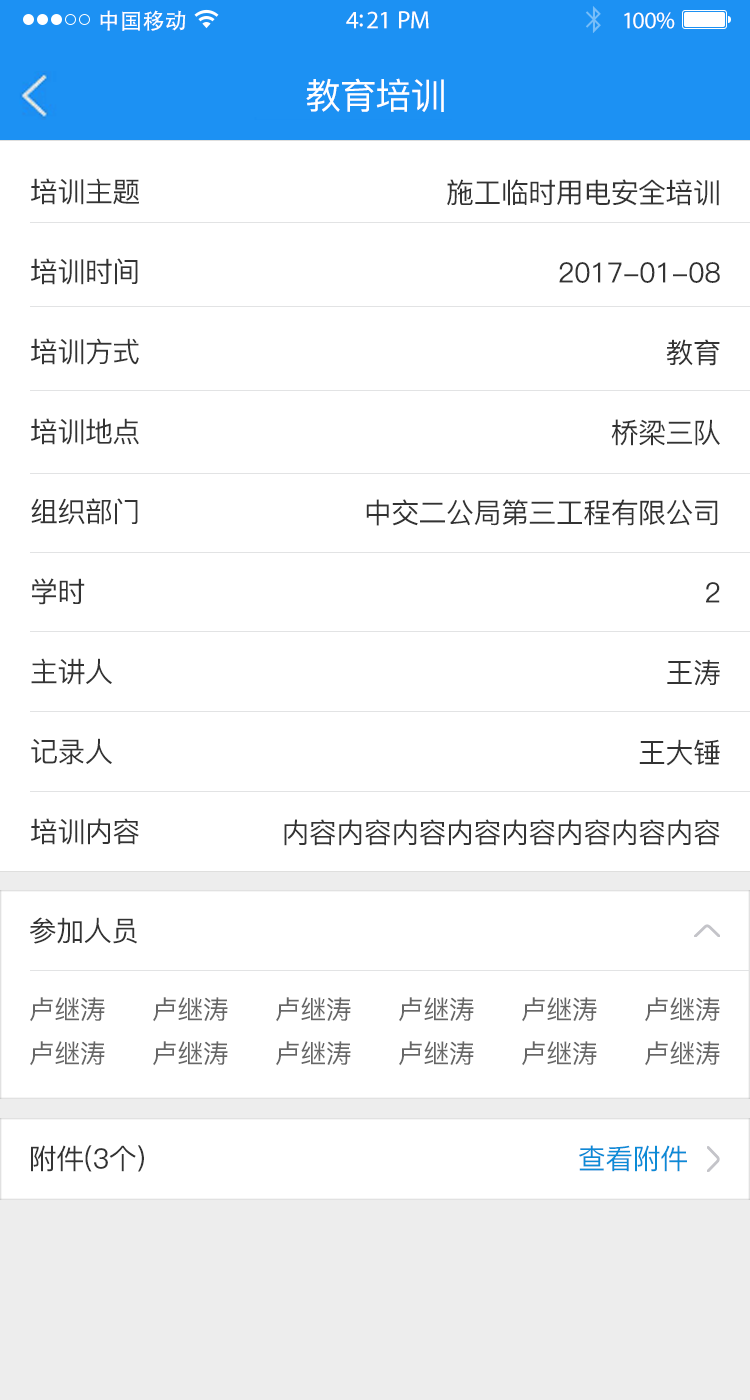 中国移动 4:21 PM 100%
教育培训
培训主题 施工临时用电安全培训
培训时间 2017-01-08
培训方式 教育
培训地点 桥梁三队
组织部门 中交二公局第三工程有限公司
学时 2
主讲人 王涛
记录人 王大锤
培训内容 内容内容内容内容内容内容内容内容
参加人员
卢继涛 卢继涛 卢继涛 卢继涛 卢继涛 卢继涛
卢继涛 卢继涛 卢继涛 卢继涛 卢继涛 卢继涛
附件(3个) 查看附件